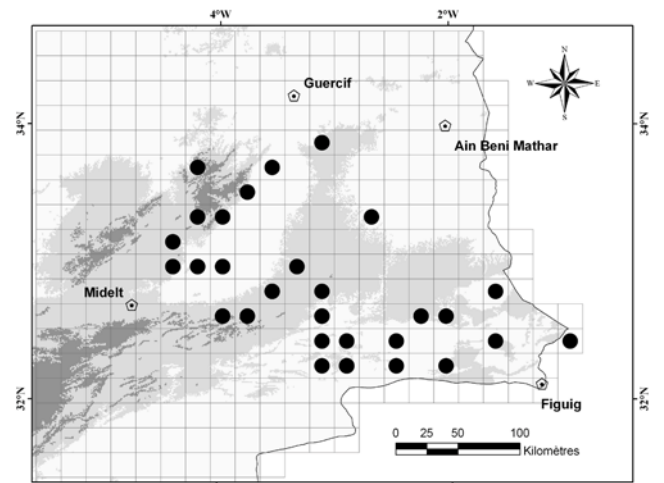 4°W 2°W
N
W E
S
Guercif
34°N 34°N
Ain Beni Mathar
Midelt
32°N 32°N
Figuig
0 25 50 100
Kilomètres